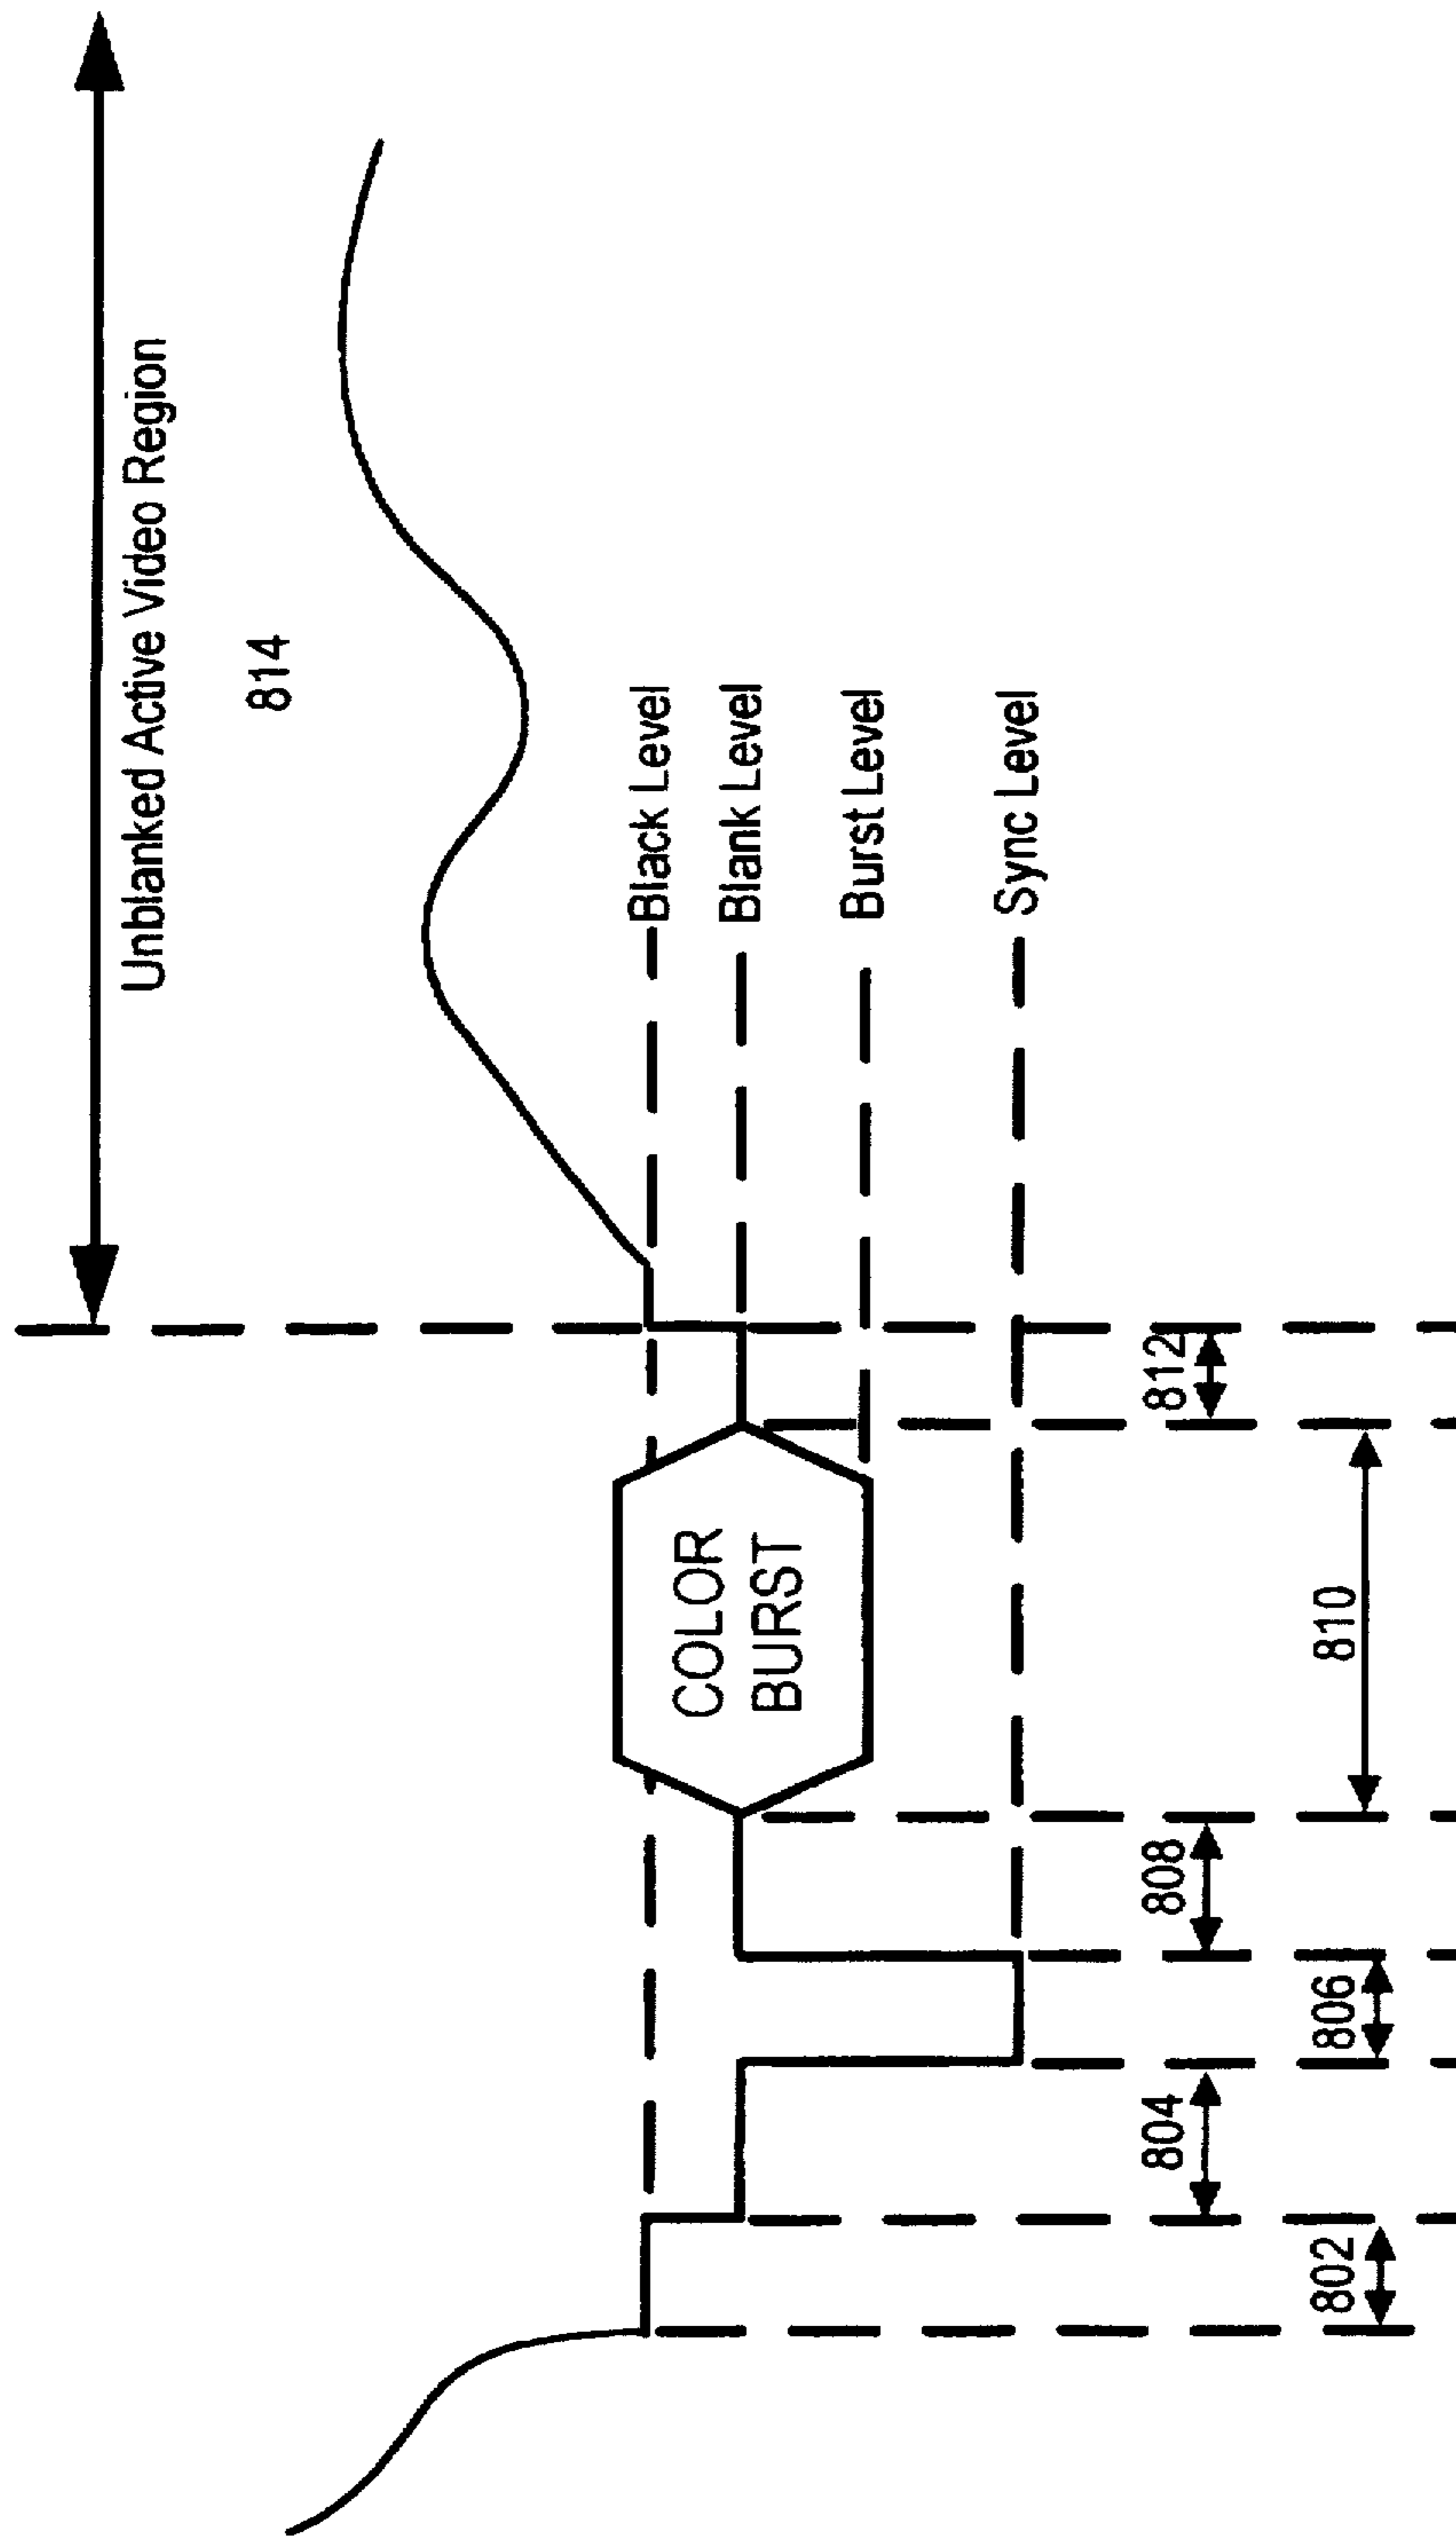 Unblanked Active Video Region
814
Black Level
Blank Level
Burst Level
Sync Level
COLOR
BURST
802
804
806
808
810
812